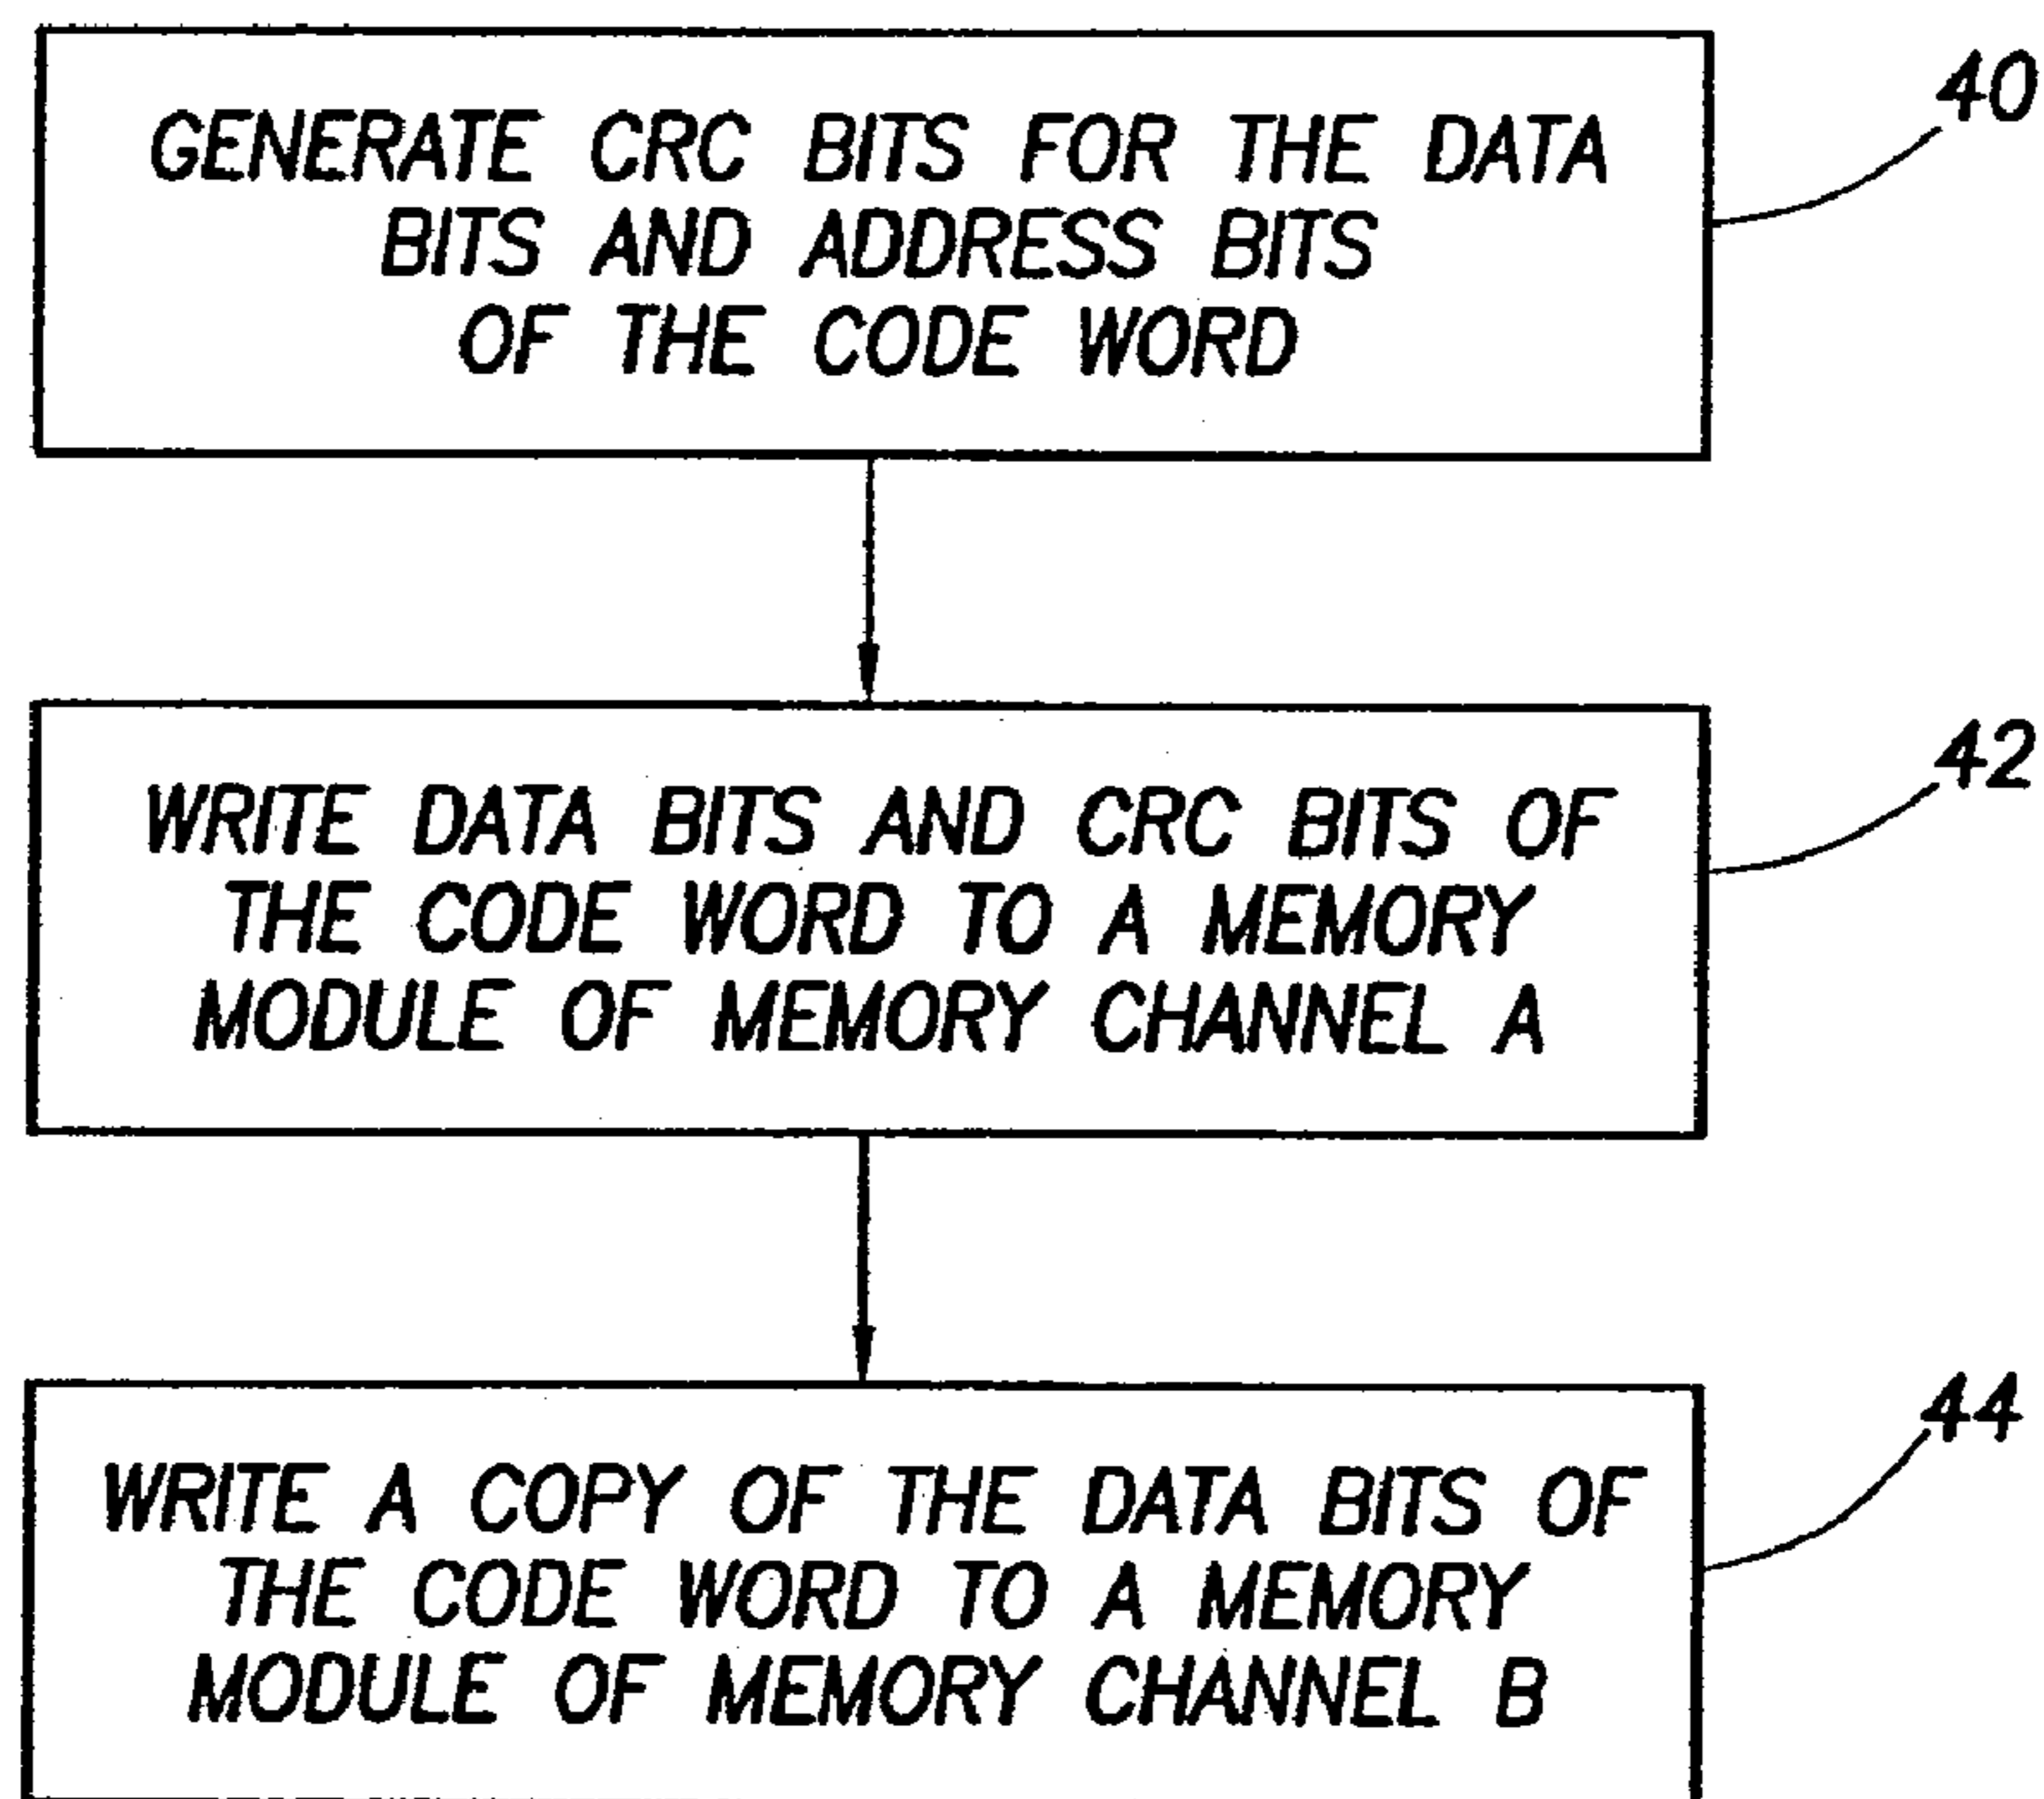 GENERATE CRC BITS FOR THE DATA
BITS AND ADDRESS BITS
OF THE CODE WORD
40
WRITE DATA BITS AND CRC BITS OF
THE CODE WORD TO A MEMORY
MODULE OF MEMORY CHANNEL A
42
WRITE A COPY OF THE DATA BITS OF
THE CODE WORD TO A MEMORY
MODULE OF MEMORY CHANNEL B
44